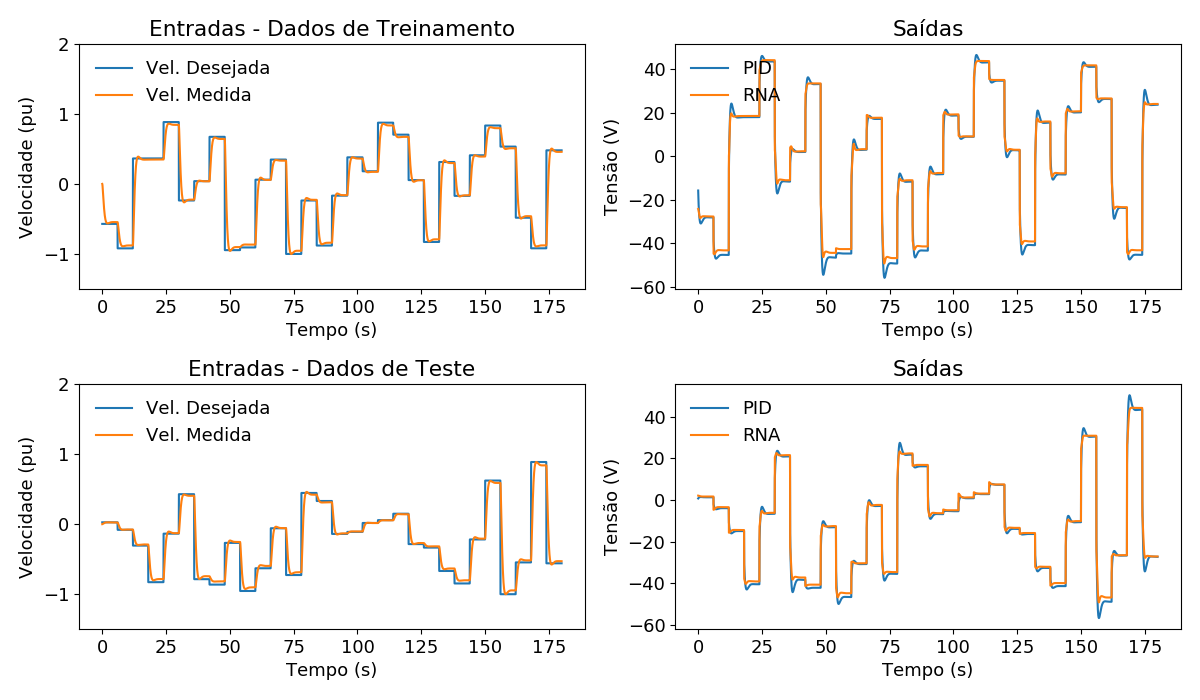 Entradas - Dados de Treinamento
Vel. Desejada
Vel. Medida
Velocidade (pu)
2
1
0
−1
0 25 50 75 100 125 150 175
Tempo (s)
Saídas
PID
RNA
Tensão (V)
40
20
0
−20
−40
−60
0 25 50 75 100 125 150 175
Tempo (s)
Entradas - Dados de Teste
Vel. Desejada
Vel. Medida
Velocidade (pu)
2
1
0
−1
0 25 50 75 100 125 150 175
Tempo (s)
Saídas
PID
RNA
Tensão (V)
40
20
0
−20
−40
−60
0 25 50 75 100 125 150 175
Tempo (s)